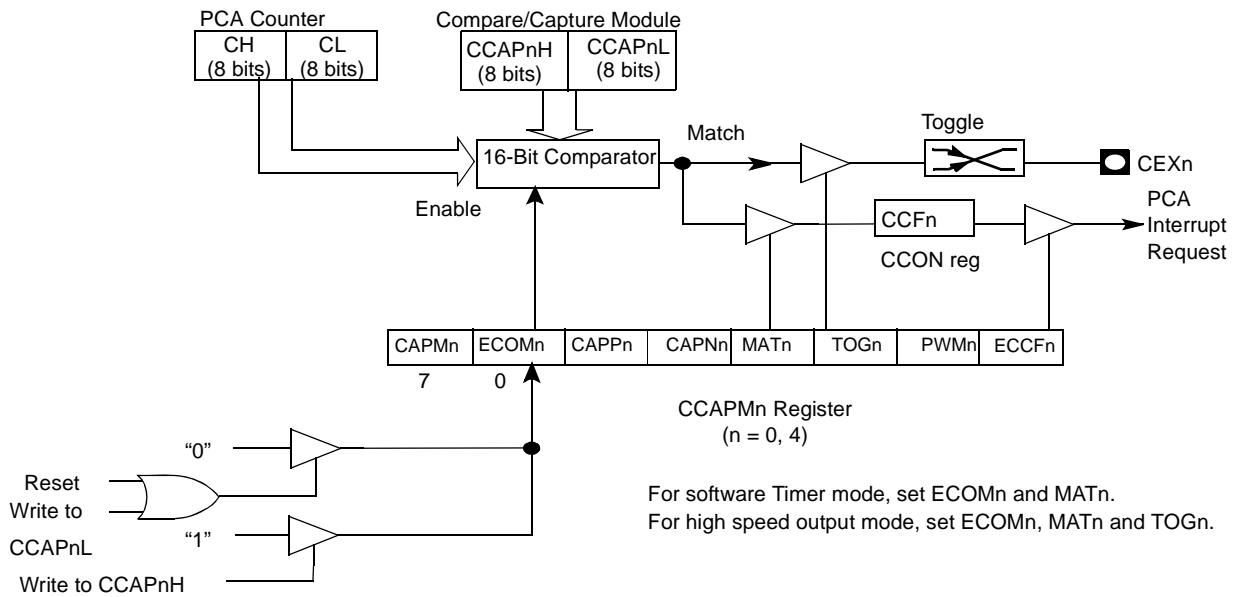 PCA Counter
CH
(8 bits)
CL
(8 bits)
Compare/Capture Module
CCAPnH
(8 bits)
CCAPnL
(8 bits)
16-Bit Comparator
Match
Toggle
CEXn
Enable
CCFn
CCON reg
PCA
Interrupt
Request
CAPMn
ECOMn
CAPPn
CAPNn
MATn
TOGn
PWMn
ECCFn
7
0
CCAPMn Register
(n = 0, 4)
“0”
Reset
Write to
CCAPnL
“1”
Write to CCAPnH
For software Timer mode, set ECOMn and MATn.
For high speed output mode, set ECOMn, MATn and TOGn.